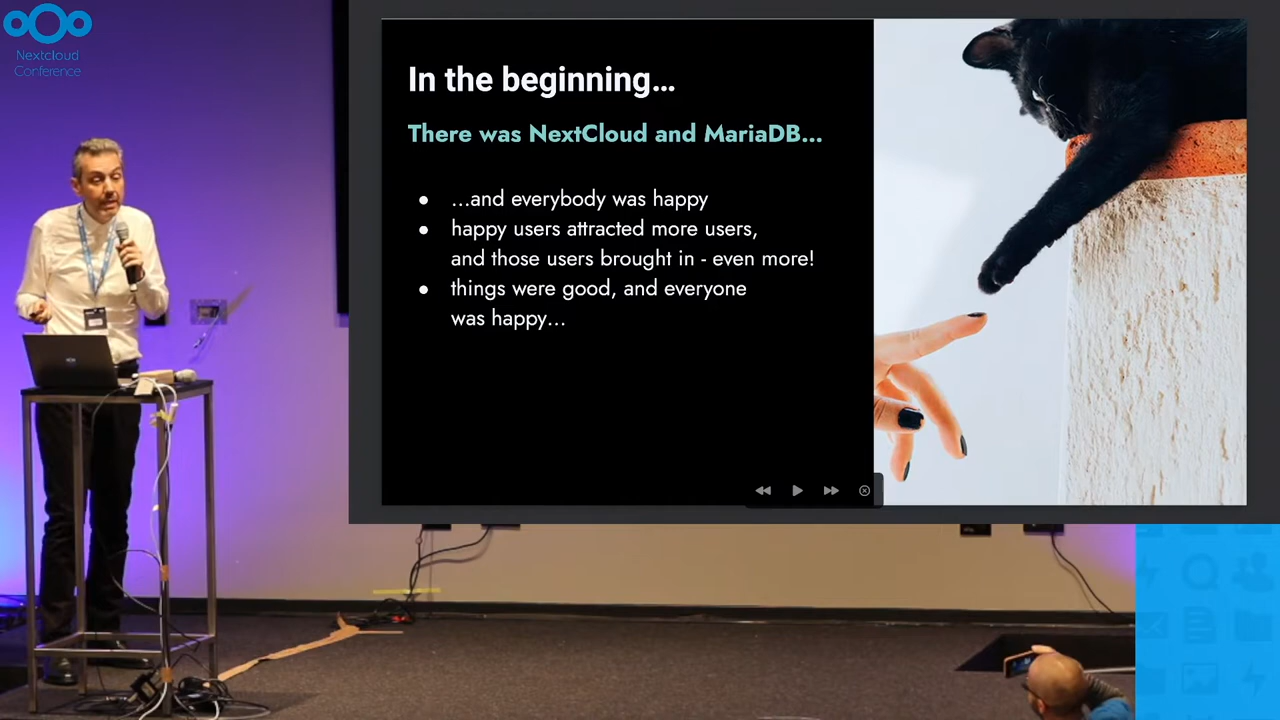 Nextcloud
Conference
In the beginning...
There was NextCloud and MariaDB...
● ...and everybody was happy
● happy users attracted more users,
and those users brought in - even more!
● things were good, and everyone
was happy...